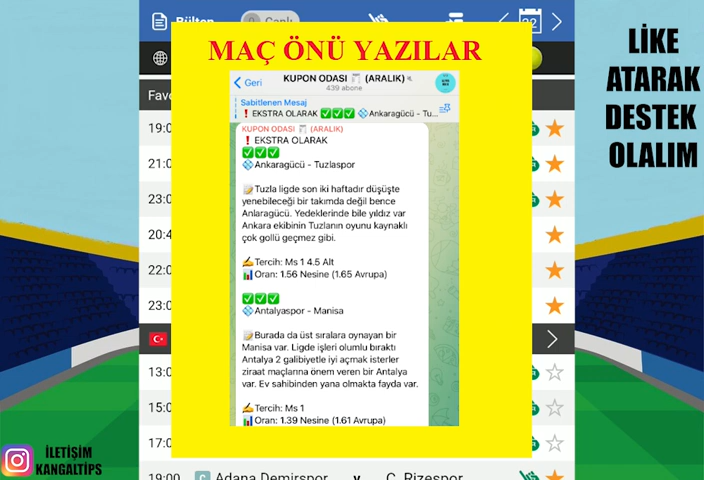 Bülten
Canlı
22
MAÇ ÖNÜ YAZILAR
LİKE
ATARAK
DESTEK
OLALIM
Geri
KUPON ODASI (ARALIK)
439 abone
Sabitlenen Mesaj
❗EKSTRA OLARAK ✅✅✅ 💠Ankaragücü - Tu...
KUPON ODASI (ARALIK)
❗EKSTRA OLARAK
✅✅✅
💠Ankaragücü - Tuzlaspor
📝Tuzla ligde son iki haftadır düşüşte
yenebileceği bir takımda değil bence
Anlaragücü. Yedeklerinde bile yıldız var
Ankara ekibinin Tuzlanın oyunu kaynaklı
çok gollü geçmez gibi.
✍️Tercih: Ms 1 4.5 Alt
📊Oran: 1.56 Nesine (1.65 Avrupa)
✅✅✅
💠Antalyaspor - Manisa
📝Burada da üst sıralara oynayan bir
Manisa var. Ligde işleri olumlu bıraktı
Antalya 2 galibiyetle iyi açmak isterler
ziraat maçlarına önem veren bir Antalya
var. Ev sahibinden yana olmakta fayda var.
✍️Tercih: Ms 1
📊Oran: 1.39 Nesine (1.61 Avrupa)
Favo
19:0
21:0
23:0
20:4
22:0
23:0
13:0
15:0
17:0
19:00 C Adana Demirspor v C. Rizespor
İLETİŞİM
KANGALTİPS